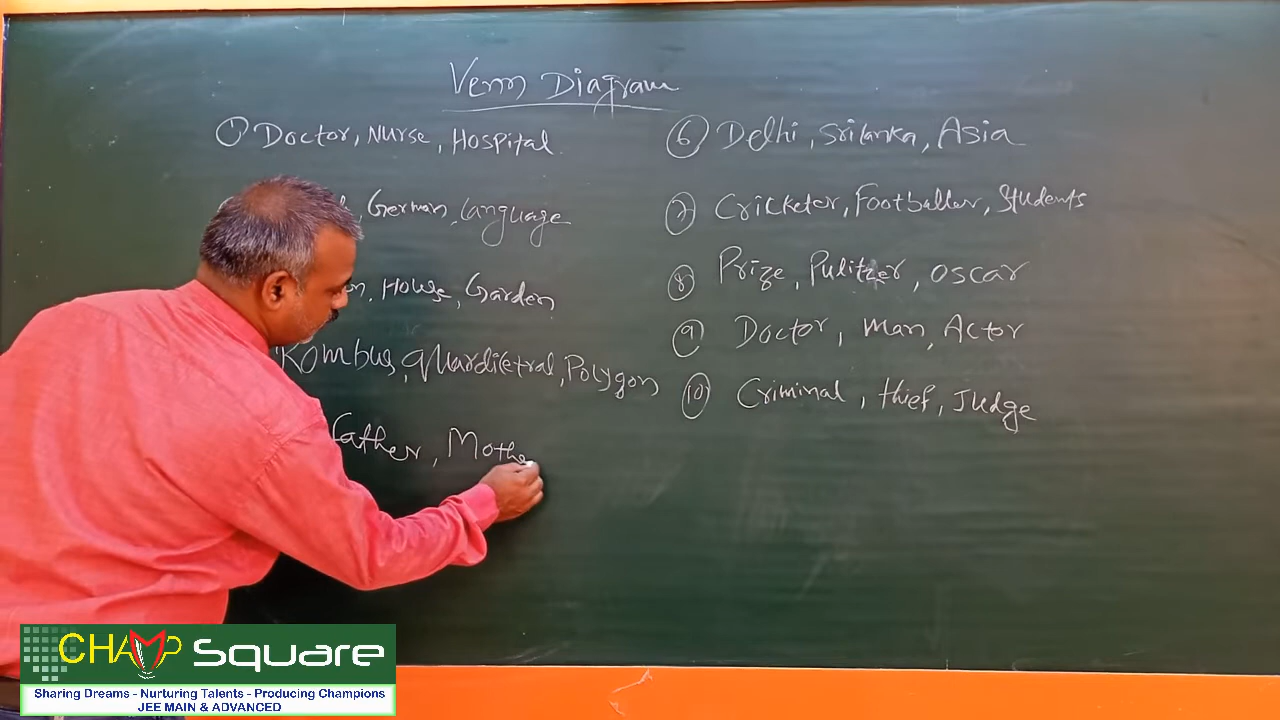 Venn Diagram
① Doctor, Nurse, Hospital
German, Language
House, Garden
Rombus, Quardiletral, Polygon
Father, Mothe
⑥ Delhi, Srilanka, Asia
⑦ Cricketer, Footballer, Students
⑧ Prize, Pulitzer, Oscar
⑨ Doctor, Man, Actor
⑩ Criminal, thief, Judge
CHAMP Square
Sharing Dreams - Nurturing Talents - Producing Champions
JEE MAIN & ADVANCED